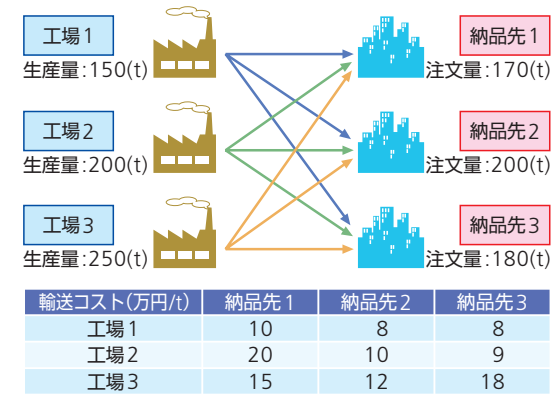 工場1
生産量:150(t)
納品先1
注文量:170(t)
工場2
生産量:200(t)
納品先2
注文量:200(t)
工場3
生産量:250(t)
納品先3
注文量:180(t)
輸送コスト(万円/t) 納品先1 納品先2 納品先3
工場1 10 8 8
工場2 20 10 9
工場3 15 12 18